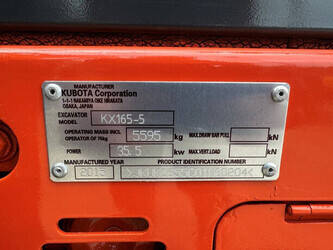 MANUFACTURER
KUBOTA Corporation
1-1-1 NAKAMIYA OIKE HIRAKATA
OSAKA, JAPAN
EXCAVATOR MODEL KX165-5
OPERATING MASS INCL. OPERATOR OF 75kg 5595 kg MAX.DRAW BAR PULL kN
POWER 35.5 kw MAX.VERT.LOAD kN
MANUFACTURED YEAR PRODUCT IDENTIFICATION NUMBER
2015